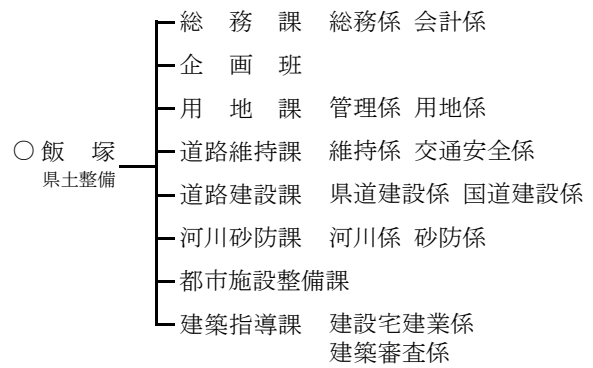 総務課 総務係 会計係
企画班
用地課 管理係 用地係
〇飯塚
県土整備
道路維持課 維持係 交通安全係
道路建設課 県道建設係 国道建設係
河川砂防課 河川係 砂防係
都市施設整備課
建築指導課 建設宅建業係
建築審査係